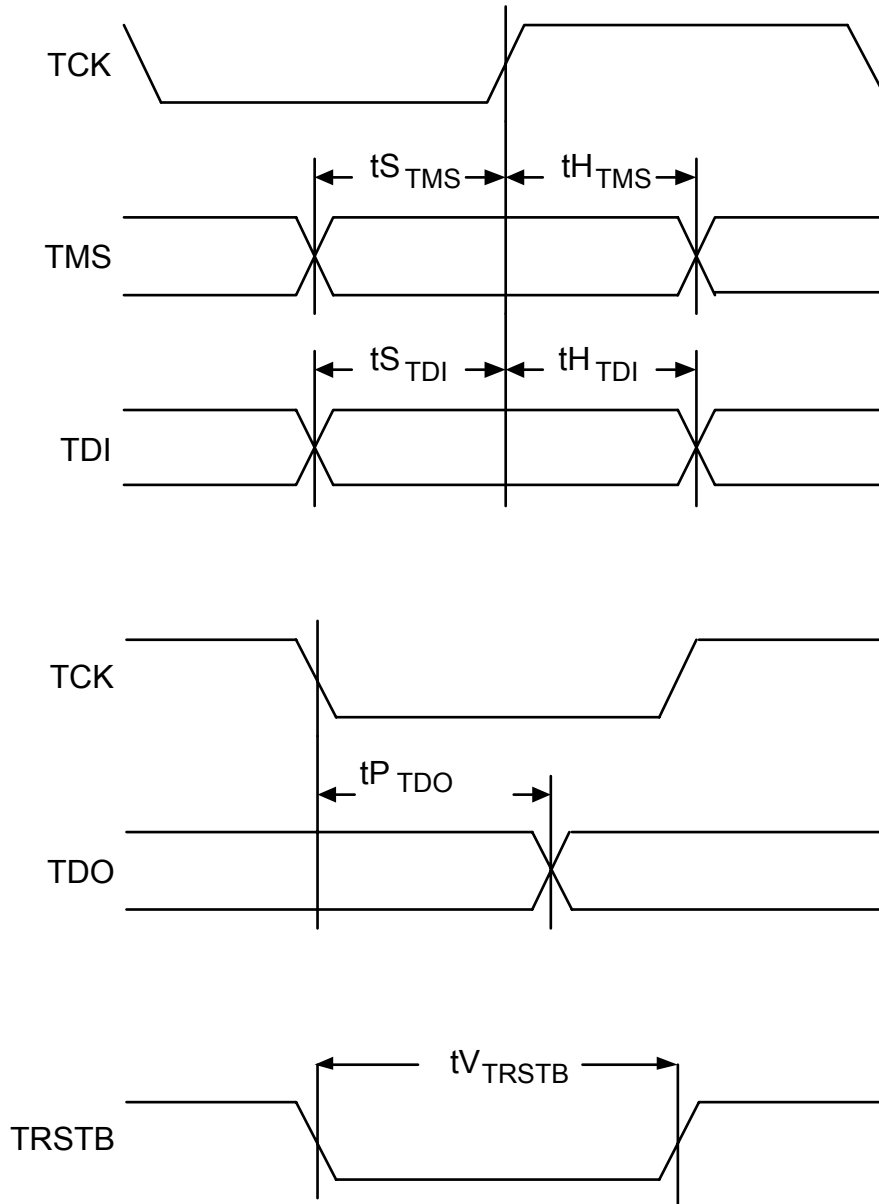 TCK
tS TMS tH TMS
TMS
tS TDI tH TDI
TDI
TCK
tP TDO
TDO
tV TRSTB
TRSTB